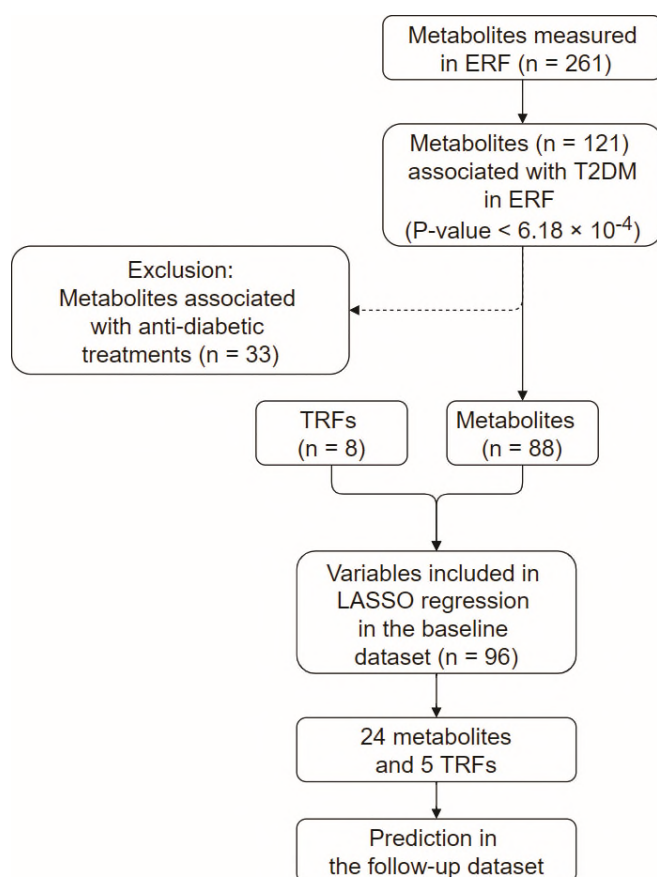 Metabolites measured
in ERF (n = 261)
Metabolites (n = 121)
associated with T2DM
in ERF
(P-value < 6.18 × 10⁻⁴)
Exclusion:
Metabolites associated
with anti-diabetic
treatments (n = 33)
TRFs
(n = 8)
Metabolites
(n = 88)
Variables included in
LASSO regression
in the baseline
dataset (n = 96)
24 metabolites
and 5 TRFs
Prediction in
the follow-up dataset